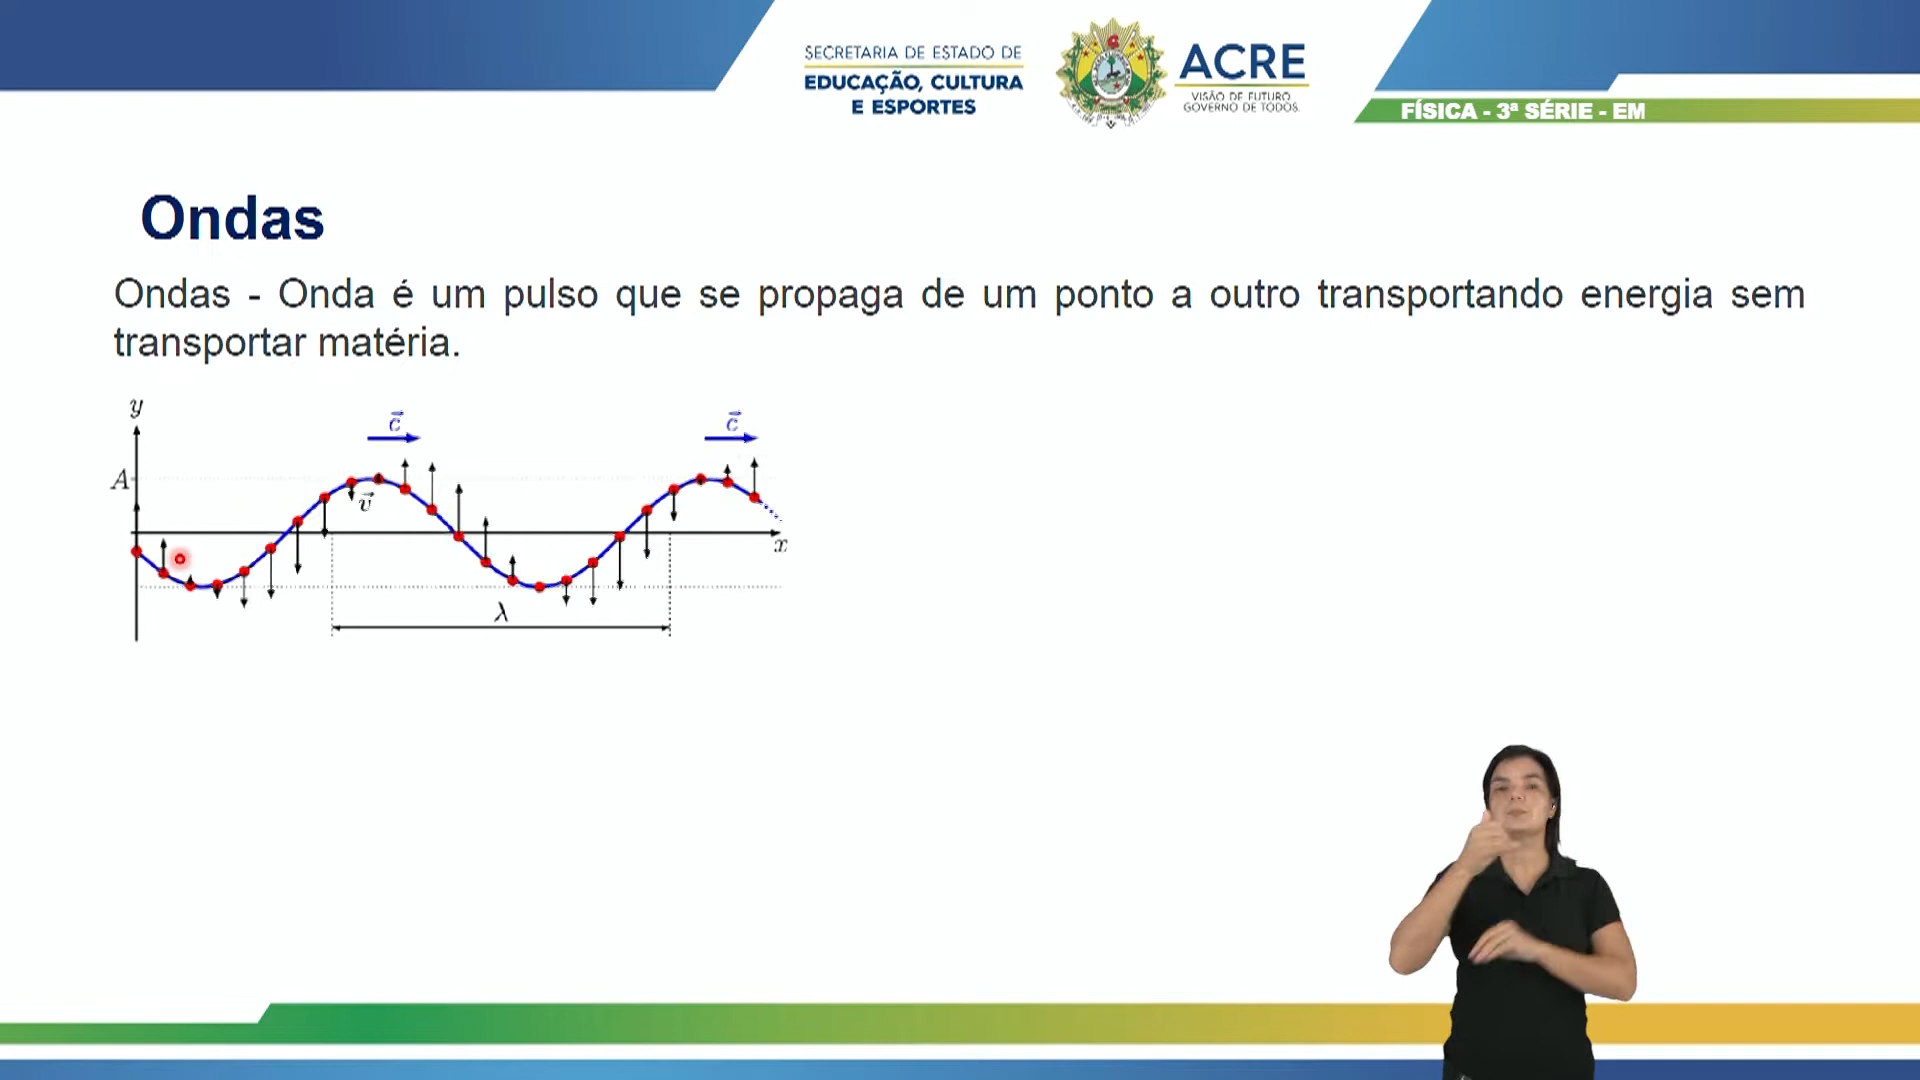 SECRETARIA DE ESTADO DE
EDUCAÇÃO, CULTURA
E ESPORTES
ACRE
VISÃO DE FUTURO
GOVERNO DE TODOS
FÍSICA - 3ª SÉRIE - EM
Ondas
Ondas - Onda é um pulso que se propaga de um ponto a outro transportando energia sem
transportar matéria.
y
c⃗
c⃗
A
v⃗
x
λ